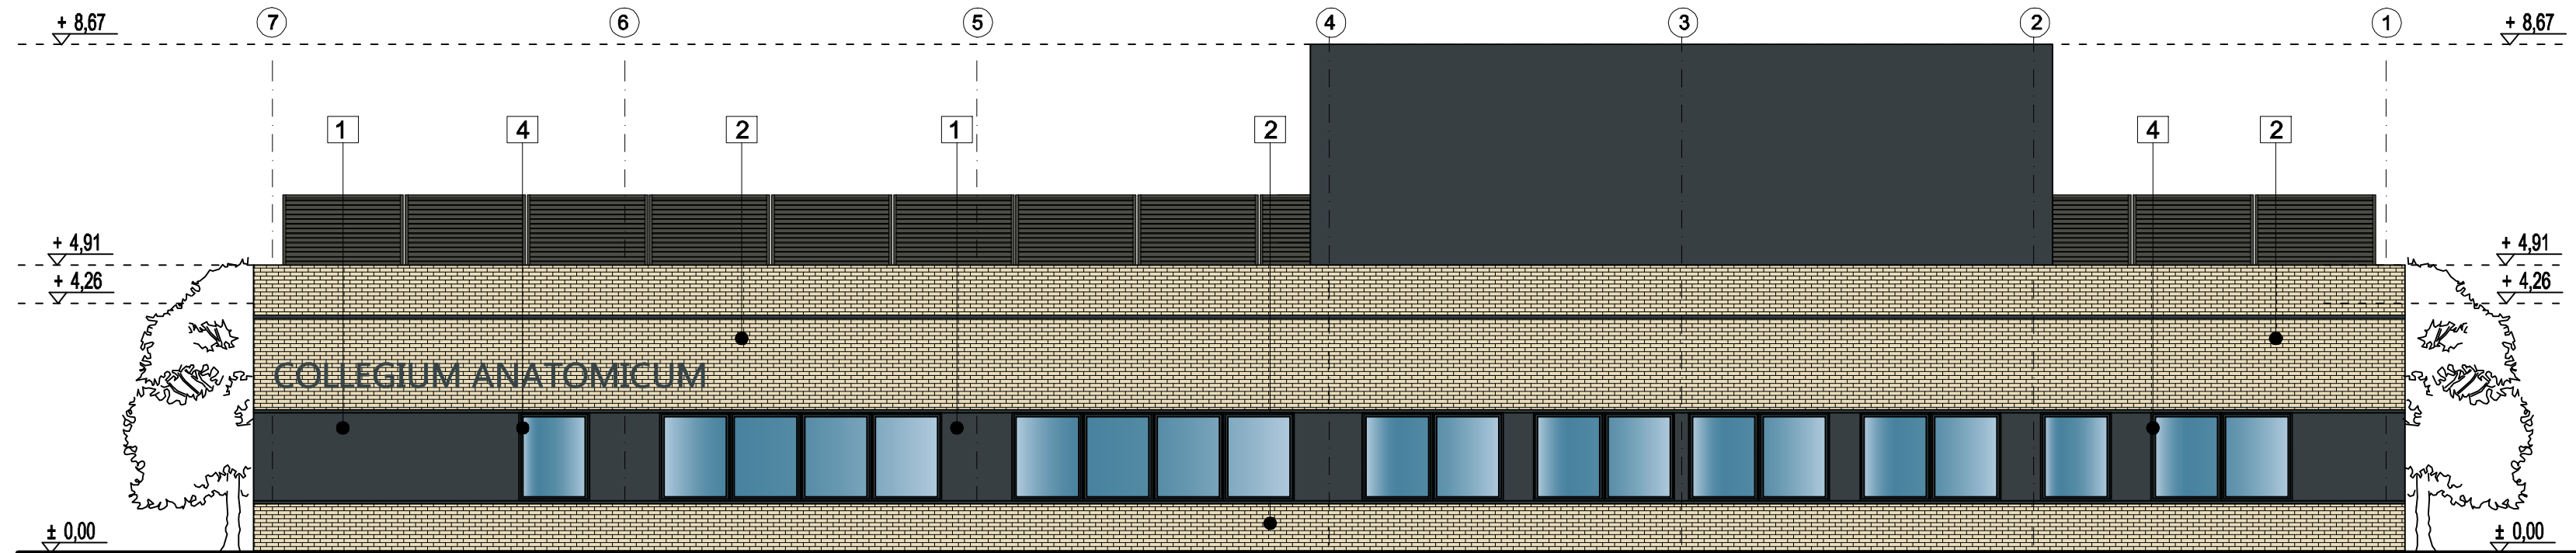 + 8,67 7 6 5 4 3 2 1 + 8,67
1 4 2 1 2 4 2
+ 4,91 + 4,91
+ 4,26 + 4,26
COLLEGIUM ANATOMICUM
± 0,00 ± 0,00